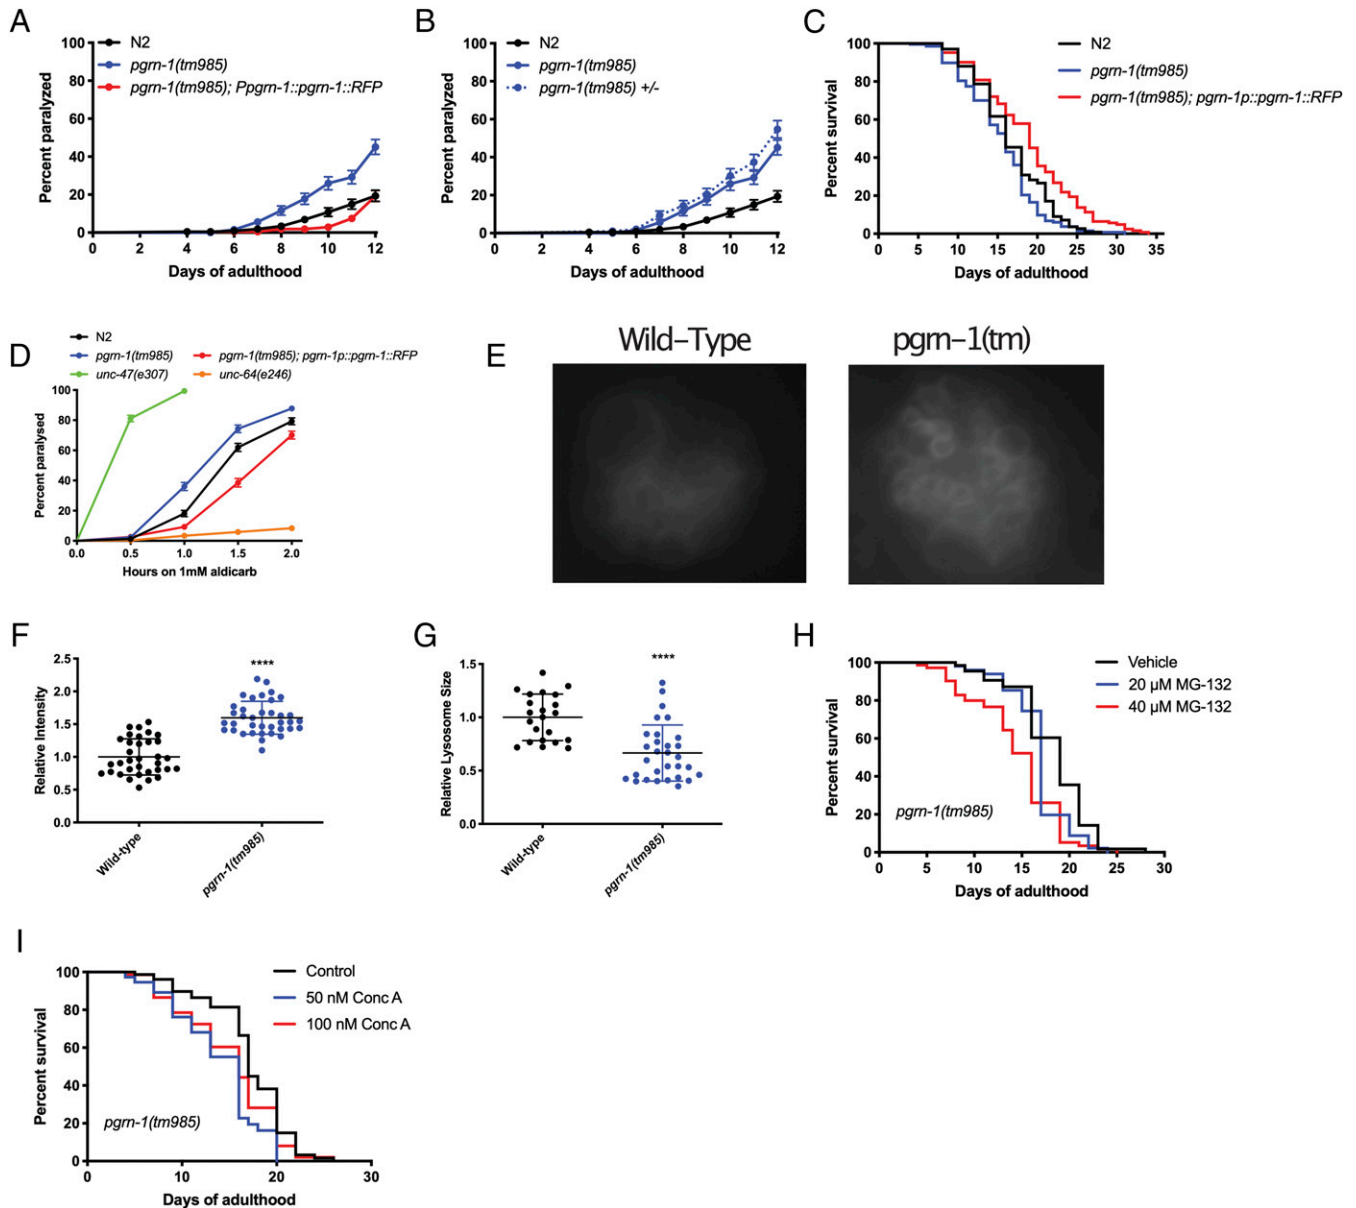 A
N2
pgrn-1(tm985)
pgrn-1(tm985); Ppgrn-1::pgrn-1::RFP
Percent paralyzed
100
80
60
40
20
0
0 2 4 6 8 10 12
Days of adulthood
B
N2
pgrn-1(tm985)
pgrn-1(tm985) +/-
Percent paralyzed
100
80
60
40
20
0
0 2 4 6 8 10 12
Days of adulthood
C
N2
pgrn-1(tm985)
pgrn-1(tm985); pgrn-1p::pgrn-1::RFP
Percent survival
100
80
60
40
20
0
0 5 10 15 20 25 30 35
Days of adulthood
D
N2
pgrn-1(tm985)
pgrn-1(tm985); pgrn-1p::pgrn-1::RFP
unc-47(e307)
unc-64(e246)
Percent paralysed
100
80
60
40
20
0
0.0 0.5 1.0 1.5 2.0
Hours on 1mM aldicarb
E
Wild-Type
pgrn-1(tm)
F
Relative Intensity
2.5
2.0
1.5
1.0
0.5
0.0
****
Wild-type
pgrn-1(tm985)
G
Relative Lysosome Size
1.5
1.0
0.5
0.0
****
Wild-type
pgrn-1(tm985)
H
Vehicle
20 µM MG-132
40 µM MG-132
Percent survival
100
80
60
40
20
0
pgrn-1(tm985)
0 5 10 15 20 25 30
Days of adulthood
I
Control
50 nM Conc A
100 nM Conc A
Percent survival
100
80
60
40
20
0
pgrn-1(tm985)
0 10 20 30
Days of adulthood